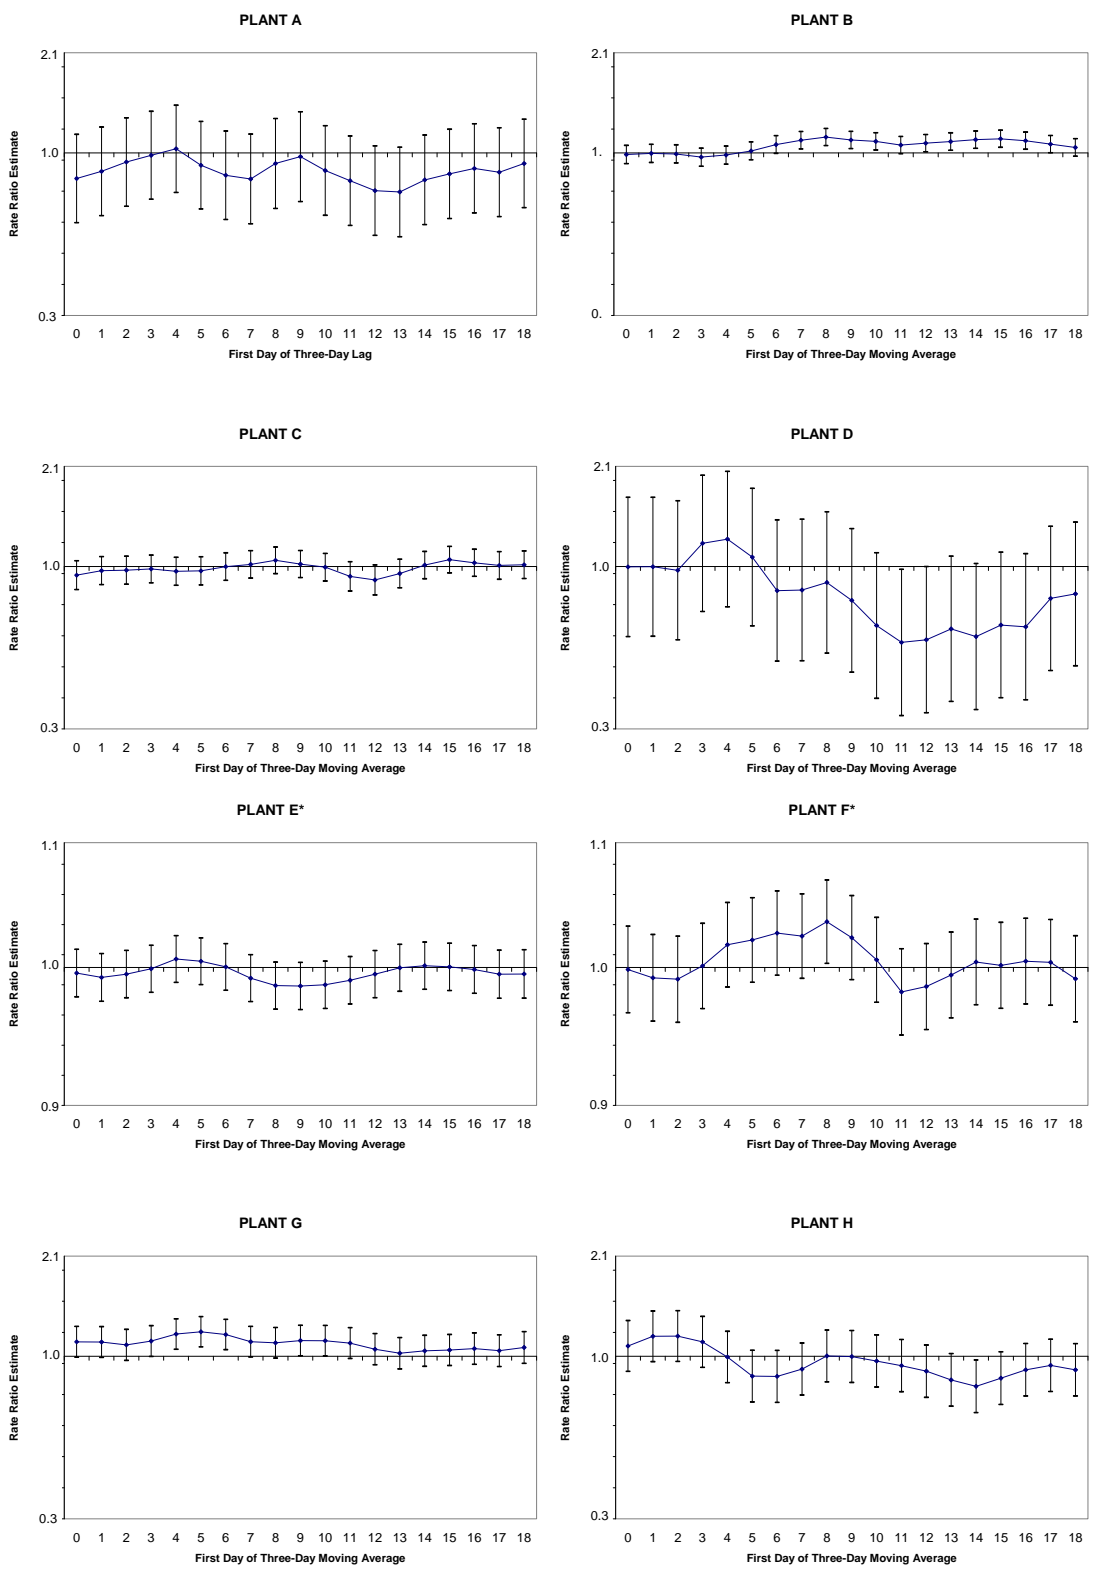 PLANT A
2.1
1.0
0.3
Rate Ratio Estimate
0 1 2 3 4 5 6 7 8 9 10 11 12 13 14 15 16 17 18
First Day of Three-Day Lag
PLANT B
2.1
1.
0.
Rate Ratio Estimate
0 1 2 3 4 5 6 7 8 9 10 11 12 13 14 15 16 17 18
First Day of Three-Day Moving Average
PLANT C
2.1
1.0
0.3
Rate Ratio Estimate
0 1 2 3 4 5 6 7 8 9 10 11 12 13 14 15 16 17 18
First Day of Three-Day Moving Average
PLANT D
2.1
1.0
0.3
Rate Ratio Estimate
0 1 2 3 4 5 6 7 8 9 10 11 12 13 14 15 16 17 18
First Day of Three-Day Moving Average
PLANT E*
1.1
1.0
0.9
Rate Ratio Estimate
0 1 2 3 4 5 6 7 8 9 10 11 12 13 14 15 16 17 18
First Day of Three-Day Moving Average
PLANT F*
1.1
1.0
0.9
Rate Ratio Estimate
0 1 2 3 4 5 6 7 8 9 10 11 12 13 14 15 16 17 18
Fisrt Day of Three-Day Moving Average
PLANT G
2.1
1.0
0.3
Rate Ratio Estimate
0 1 2 3 4 5 6 7 8 9 10 11 12 13 14 15 16 17 18
First Day of Three-Day Moving Average
PLANT H
2.1
1.0
0.3
Rate Ratio Estimate
0 1 2 3 4 5 6 7 8 9 10 11 12 13 14 15 16 17 18
First Day of Three-Day Moving Average